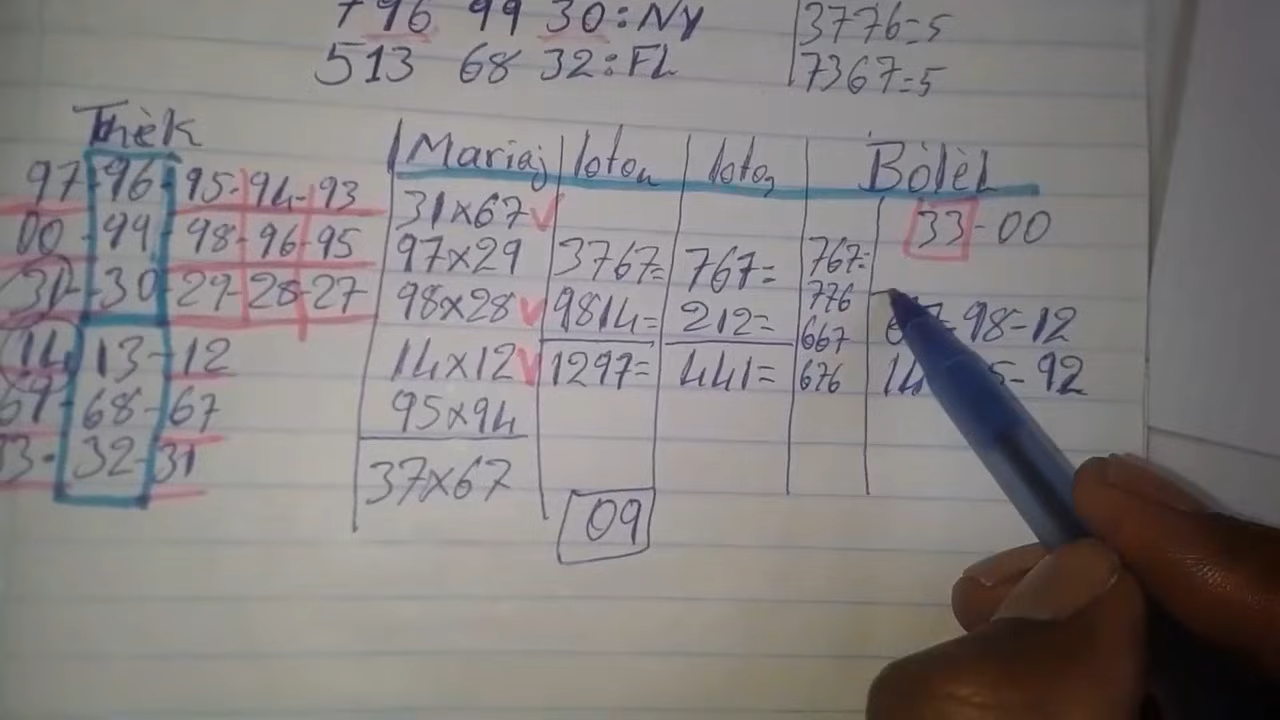 796 99 30:NY
513 68 32:FL
3776=5
7367=5
Thèk
97-96-95-94-93
00-99-98-96-95
31-30-29-28-27
14 13-12
69-68-67
33-32-31
Mariaj
31x67
97x29
98x28
14x12
95x94
37x67
loto4
3767=
9814=
1297=
09
loto3
767=
212=
441=
Bòlèt
767=
776
667
676
33-00
98-12
92